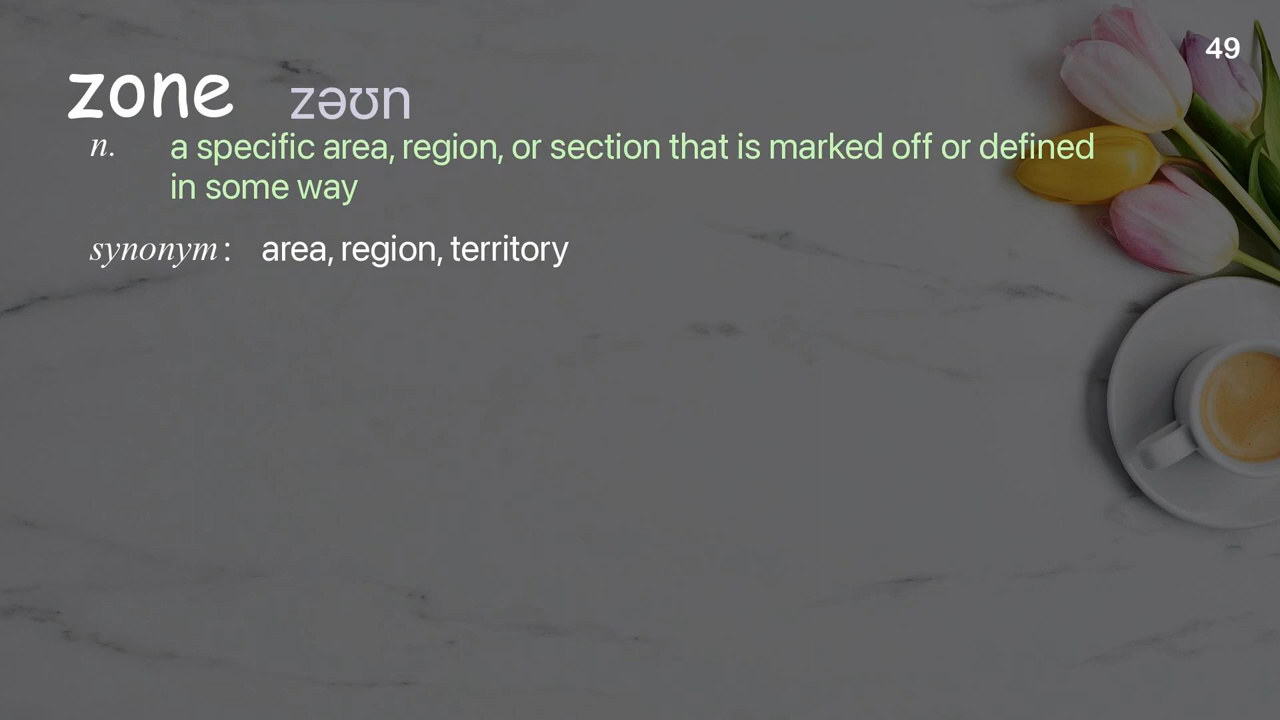 49
zone zəʊn
n. a specific area, region, or section that is marked off or defined
in some way
synonym: area, region, territory